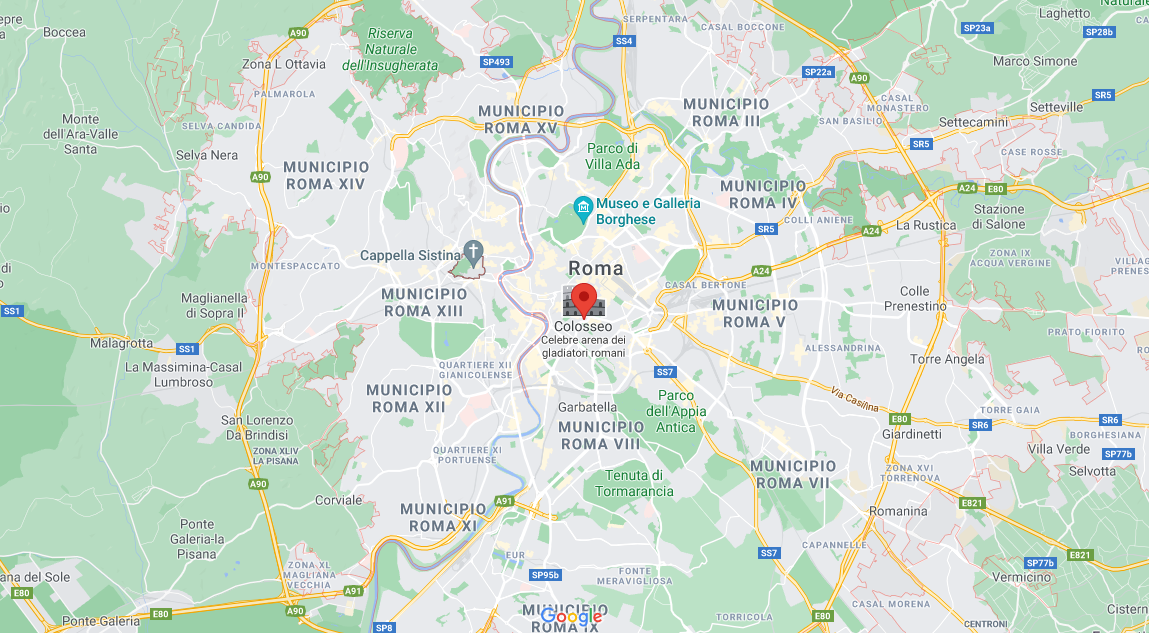 SERPENTARA
Laghetto
epre
Boccea
A90
Riserva
Naturale
dell'Insugherata
SS4
CASAL BOCCONE
SP23a
SP28b
Naturale
Zona L Ottavia
SP493
SP22a
A90
Marco Simone
PALMAROLA
MUNICIPIO
ROMA XV
MUNICIPIO
ROMA III
CASAL
MONASTERO
SR5
Setteville
Monte
dell'Ara-Valle
Santa
SELVA CANDIDA
SAN BASILIO
Settecamini
Selva Nera
Parco di
Villa Ada
SR5
CASE ROSSE
A90
MUNICIPIO
ROMA XIV
MUNICIPIO
ROMA IV
A24
E80
Museo e Galleria
Borghese
COLLI ANIENE
SR5
A24
La Rustica
Stazione
di Salone
Cappella Sistina
MONTESPACCATO
Roma
A24
ZONA IX
ACQUA VERGINE
di
VILLAG
PRENES
CASAL BERTONE
Maglianella
di Sopra II
MUNICIPIO
ROMA XIII
MUNICIPIO
ROMA V
Colle
Prenestino
SS1
Colosseo
Celebre arena dei
gladiatori romani
PRATO FIORITO
Malagrotta
SS1
ALESSANDRINA
Torre Angela
La Massimina-Casal
Lumbroso
QUARTIERE XII
GIANICOLENSE
SS7
MUNICIPIO
ROMA XII
Parco
dell'Appia
Antica
Via Casilina
Garbatella
TORRE GAIA
San Lorenzo
Da Brindisi
MUNICIPIO
ROMA VIII
E80
SR6
SR6
Giardinetti
BORGHESIANA
ZONA XLIV
LA PISANA
QUARTIERE XI
PORTUENSE
Villa Verde
SP77b
Selvotta
MUNICIPIO
ROMA VII
ZONA XVI
TORRENOVA
A90
Tenuta di
Tormarancia
Corviale
A91
E821
MUNICIPIO
ROMA XI
Romanina
Ponte
Galeria-la
Pisana
CAPANNELLE
EUR
SS7
E821
ZONA XL
MAGLIANA
VECCHIA
SP95b
FONTE
MERAVIGLIOSA
SP77b
Vermicino
ana del Sole
E80
A91
Ponte Galeria
E80
A90
MUNICIPIO
ROMA IX
Google
TORRICOLA
E80
CASAL MORENA
Cistern
SP8
CENTRONI